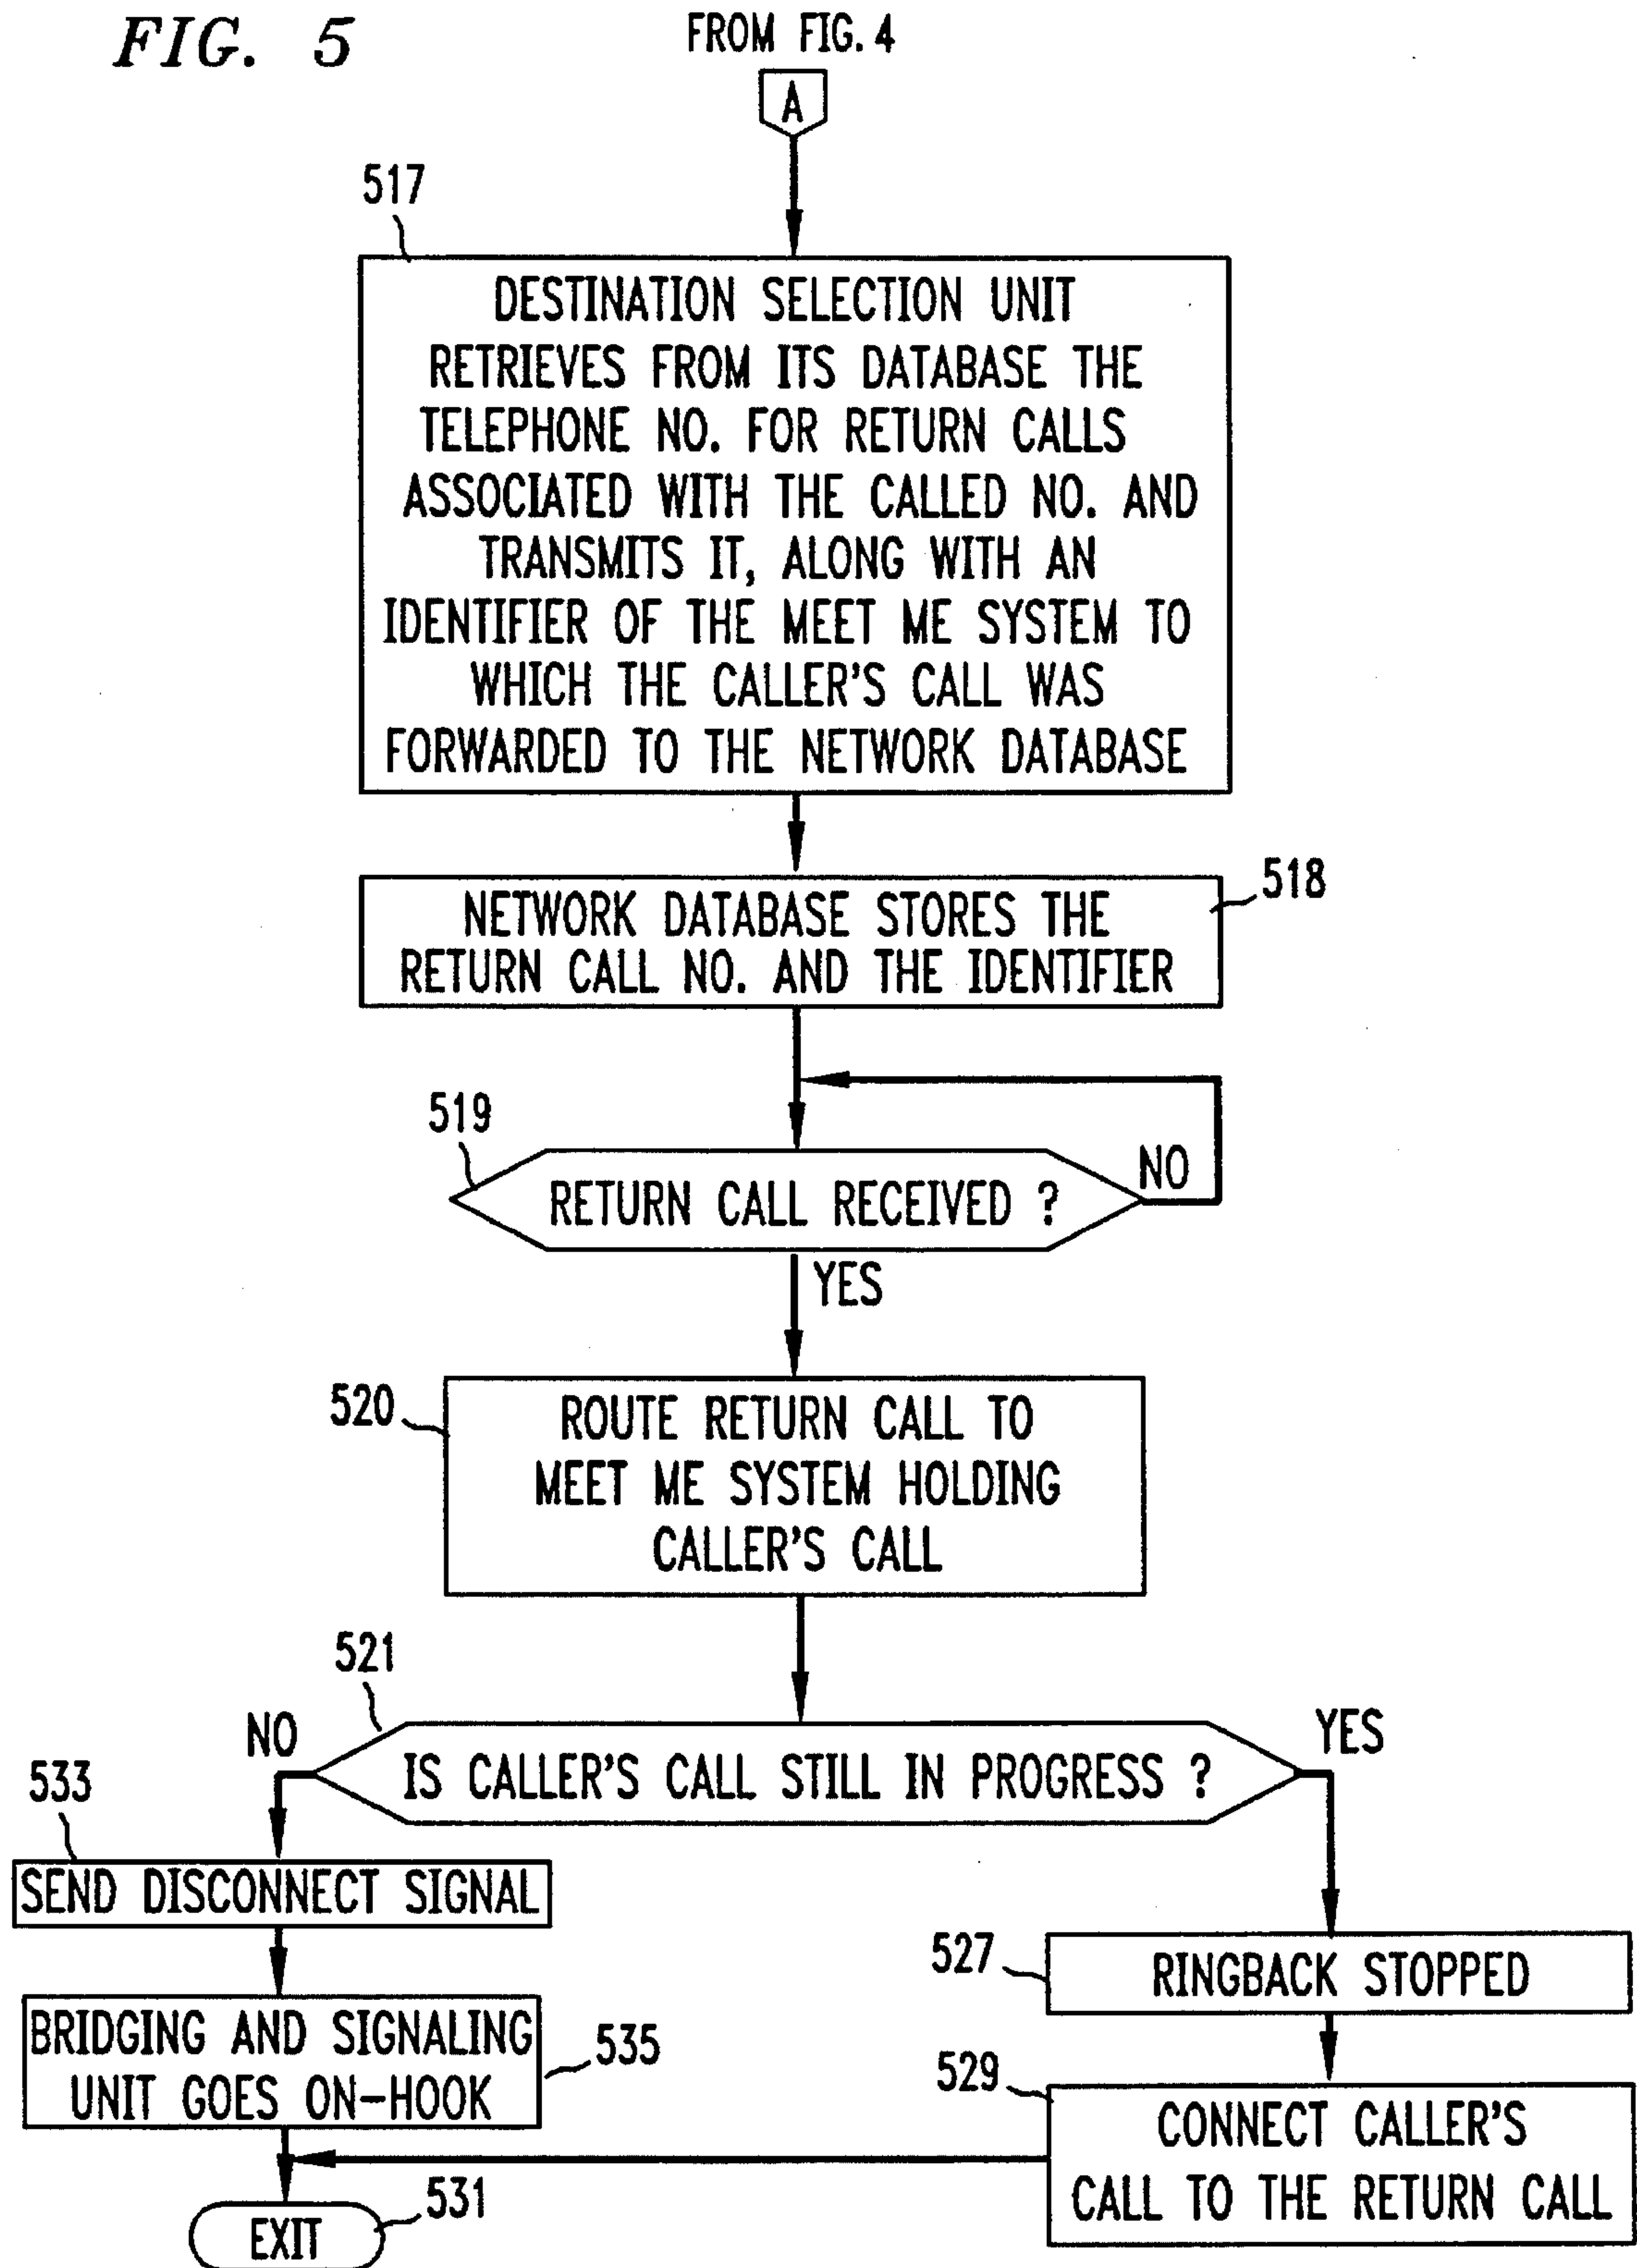 FIG. 5
FROM FIG. 4
A
517
DESTINATION SELECTION UNIT
RETRIEVES FROM ITS DATABASE THE
TELEPHONE NO. FOR RETURN CALLS
ASSOCIATED WITH THE CALLED NO. AND
TRANSMITS IT, ALONG WITH AN
IDENTIFIER OF THE MEET ME SYSTEM TO
WHICH THE CALLER'S CALL WAS
FORWARDED TO THE NETWORK DATABASE
518
NETWORK DATABASE STORES THE
RETURN CALL NO. AND THE IDENTIFIER
519
RETURN CALL RECEIVED ?
NO
YES
520
ROUTE RETURN CALL TO
MEET ME SYSTEM HOLDING
CALLER'S CALL
521
NO
IS CALLER'S CALL STILL IN PROGRESS ?
YES
533
SEND DISCONNECT SIGNAL
527
RINGBACK STOPPED
BRIDGING AND SIGNALING
UNIT GOES ON-HOOK
535
529
CONNECT CALLER'S
CALL TO THE RETURN CALL
531
EXIT